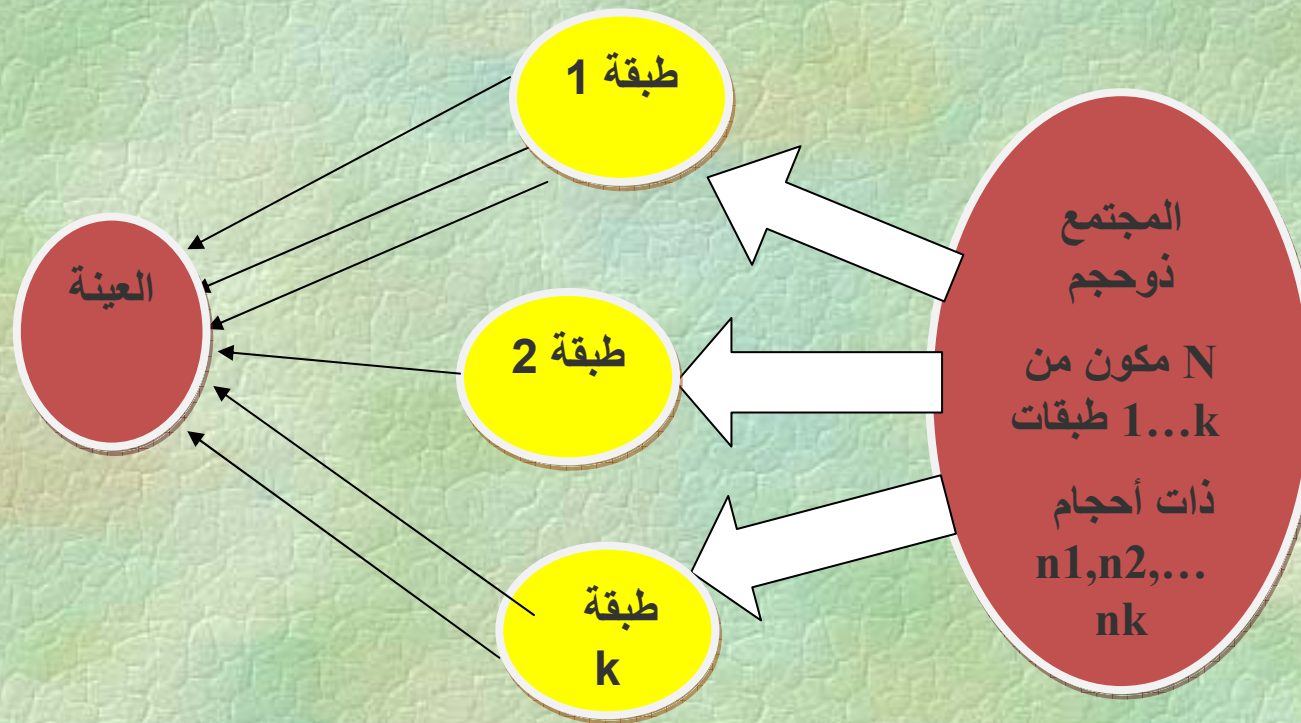 المجتمع
ذوحجم
N مكون من
1…k طبقات
ذات أحجام
n1,n2,…
nk
طبقة 1
طبقة 2
طبقة
k
العينة